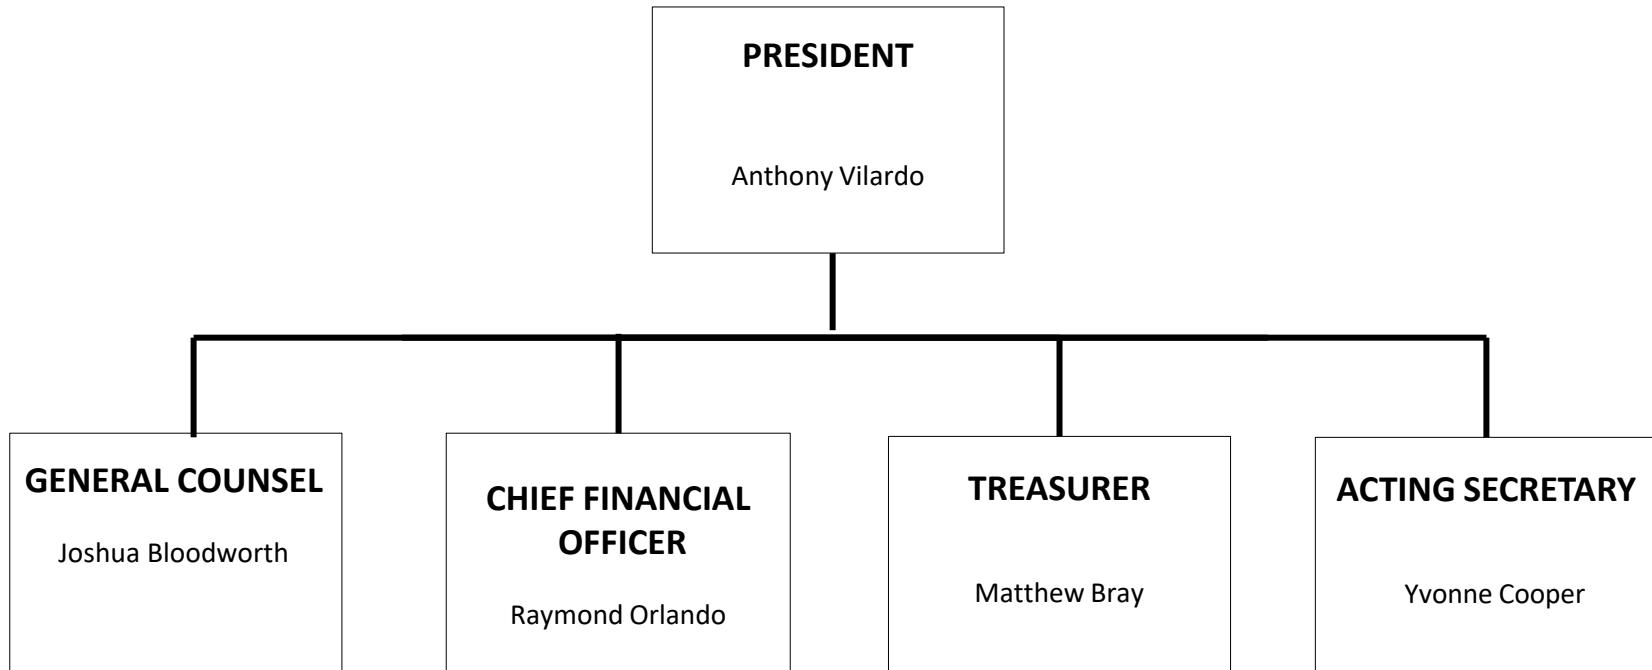 PRESIDENT
Anthony Vilardo
GENERAL COUNSEL
Joshua Bloodworth
CHIEF FINANCIAL
OFFICER
Raymond Orlando
TREASURER
Matthew Bray
ACTING SECRETARY
Yvonne Cooper